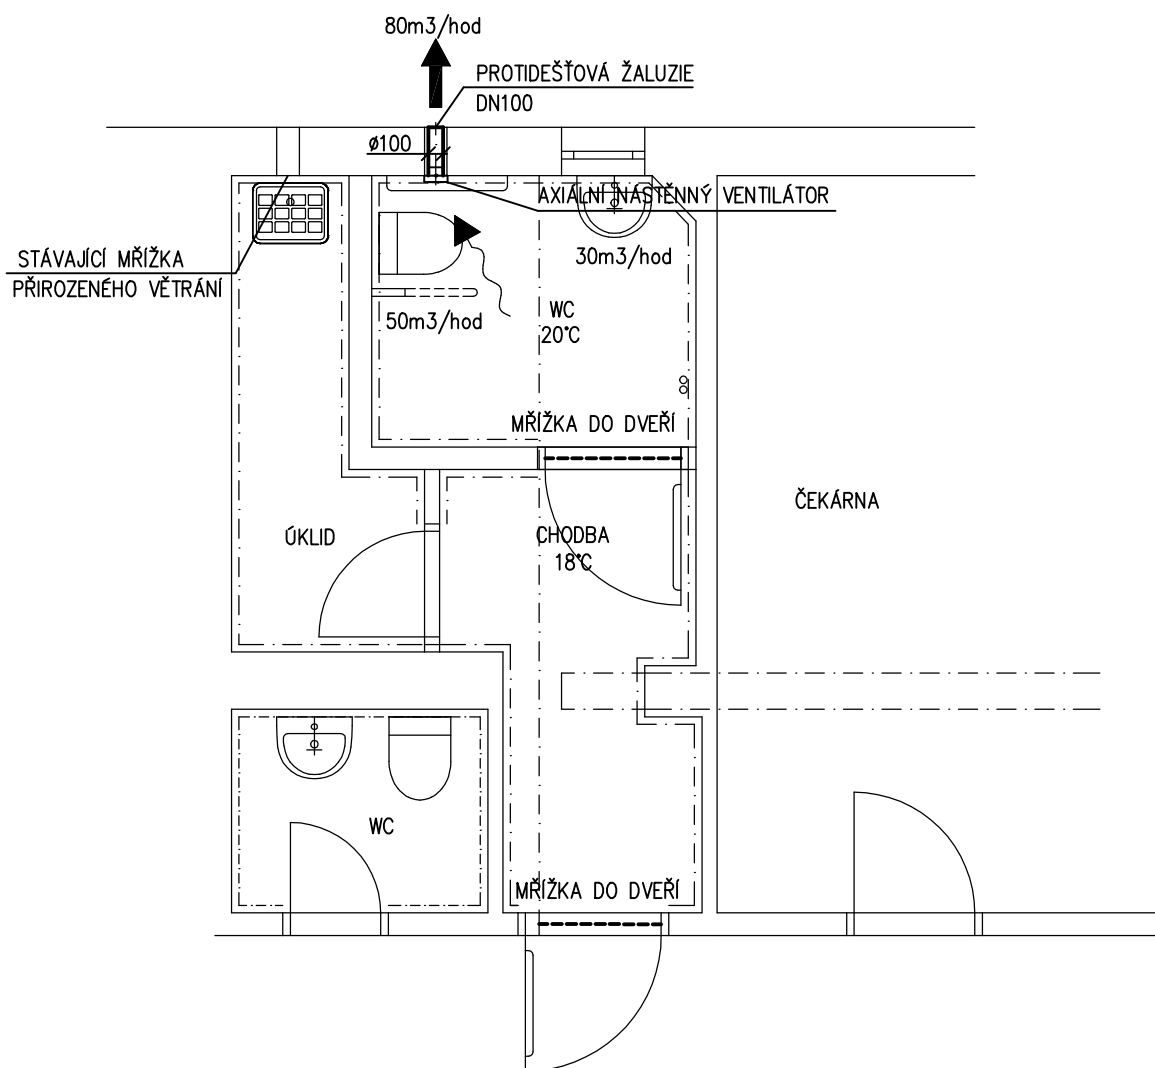 80m3/hod
PROTIDEŠŤOVÁ ŽALUZIE
DN100
ø100
AXIÁLNÍ NÁSTĚNNÝ VENTILÁTOR
STÁVAJÍCÍ MŘÍŽKA
PŘIROZENÉHO VĚTRÁNÍ
30m3/hod
50m3/hod
WC
20°C
MŘÍŽKA DO DVEŘÍ
ČEKÁRNA
ÚKLID
CHODBA
18°C
WC
MŘÍŽKA DO DVEŘÍ